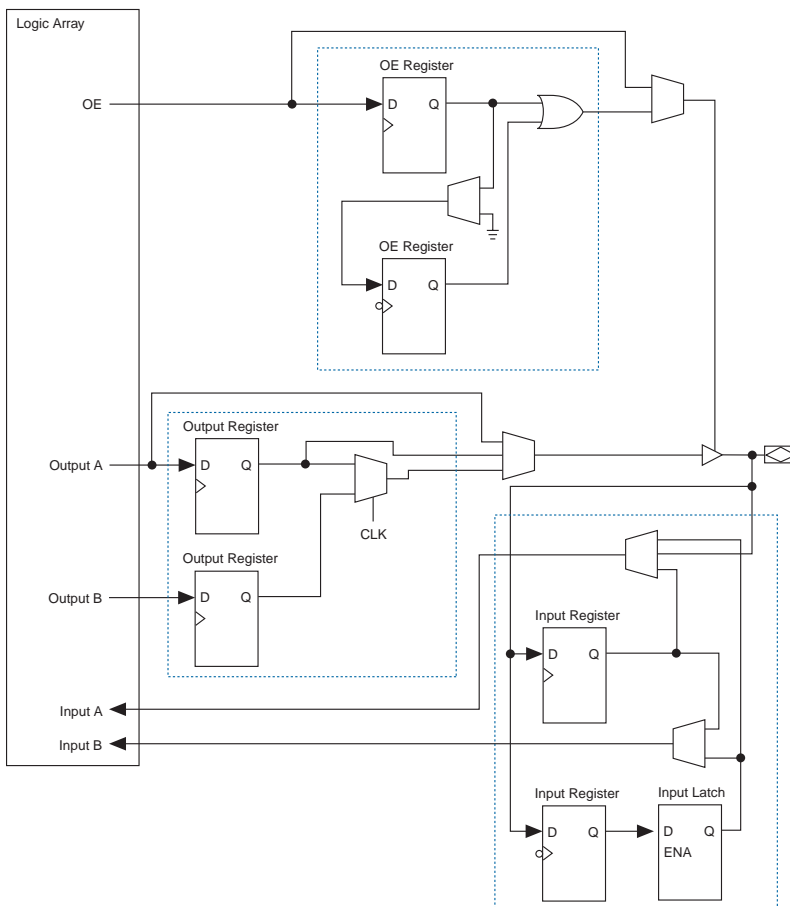 Logic Array
OE Register
OE
D Q
OE Register
D Q
Output Register
Output A
D Q
CLK
Output Register
Output B
D Q
Input Register
D Q
Input A
Input B
Input Register
Input Latch
D Q
D Q
ENA